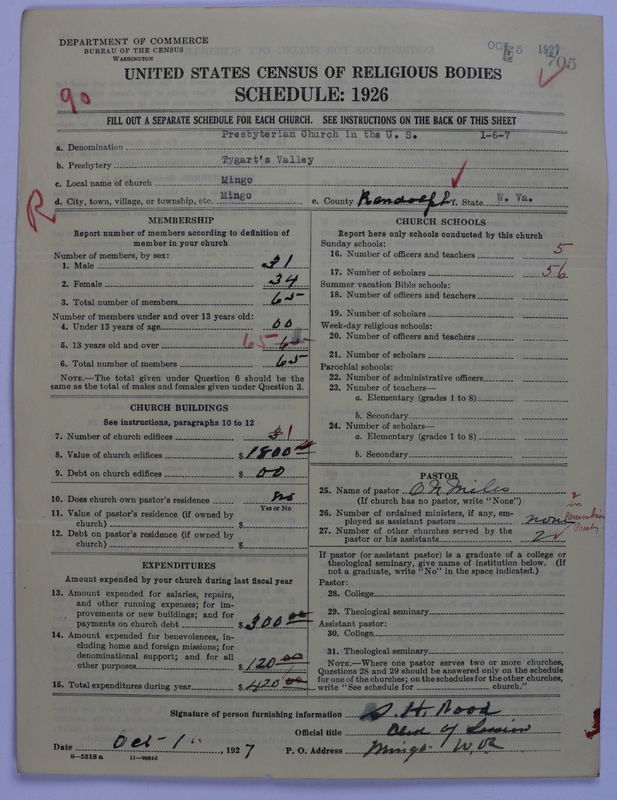 DEPARTMENT OF COMMERCE
BUREAU OF THE CENSUS
WASHINGTON
OCT 5 1927
705
UNITED STATES CENSUS OF RELIGIOUS BODIES
SCHEDULE: 1926
90
FILL OUT A SEPARATE SCHEDULE FOR EACH CHURCH. SEE INSTRUCTIONS ON THE BACK OF THIS SHEET
a. Denomination Presbyterian Church in the U. S. 1-6-7
b. Presbytery Tygart's Valley
c. Local name of church Mingo
d. City, town, village, or township, etc. Mingo e. County Randolph f. State W. Va.
R
MEMBERSHIP
Report number of members according to definition of
member in your church
Number of members, by sex:
1. Male 31
2. Female 34
3. Total number of members 65
Number of members under and over 13 years old:
4. Under 13 years of age 00
5. 13 years old and over 65
6. Total number of members 65
NOTE.—The total given under Question 6 should be
same as the total of males and females given under Question 3.
CHURCH BUILDINGS
See instructions, paragraphs 10 to 12
7. Number of church edifices 1
8. Value of church edifices $1800
9. Debt on church edifices $00
10. Does church own pastor's residence no
Yes or No
11. Value of pastor's residence (if owned by
church) $
12. Debt on pastor's residence (if owned by
church) $
EXPENDITURES
Amount expended by your church during last fiscal year
13. Amount expended for salaries, repairs,
and other running expenses; for im-
provements or new buildings; and for
payments on church debt $300 00
14. Amount expended for benevolences, in-
cluding home and foreign missions; for
denominational support; and for all
other purposes $120 00
15. Total expenditures during year $420 00
CHURCH SCHOOLS
Report here only schools conducted by this church
Sunday schools:
16. Number of officers and teachers 5
17. Number of scholars 56
Summer vacation Bible schools:
18. Number of officers and teachers
19. Number of scholars
Week-day religious schools:
20. Number of officers and teachers
21. Number of scholars
Parochial schools:
22. Number of administrative officers
23. Number of teachers—
a. Elementary (grades 1 to 8)
b. Secondary
24. Number of scholars—
a. Elementary (grades 1 to 8)
b. Secondary
PASTOR
25. Name of pastor O. N. Miles
(If church has no pastor, write "None")
26. Number of ordained ministers, if any, em-
ployed as assistant pastors none
27. Number of other churches served by the
pastor or his assistants 2
in
If pastor (or assistant pastor) is a graduate of a college or
theological seminary, give name of institution below. (If
not a graduate, write "No" in the space indicated.)
Pastor:
28. College
29. Theological seminary
Assistant pastor:
30. College
31. Theological seminary
NOTE.—Where one pastor serves two or more churches,
Questions 28 and 29 should be answered only on the schedule
for one of the churches; on the schedules for the other churches,
write "See schedule for church."
Signature of person furnishing information S. H. Wood
Official title Clerk of Session
Date Oct 1, 1927 P. O. Address Mingo W. Va
8-5518 a